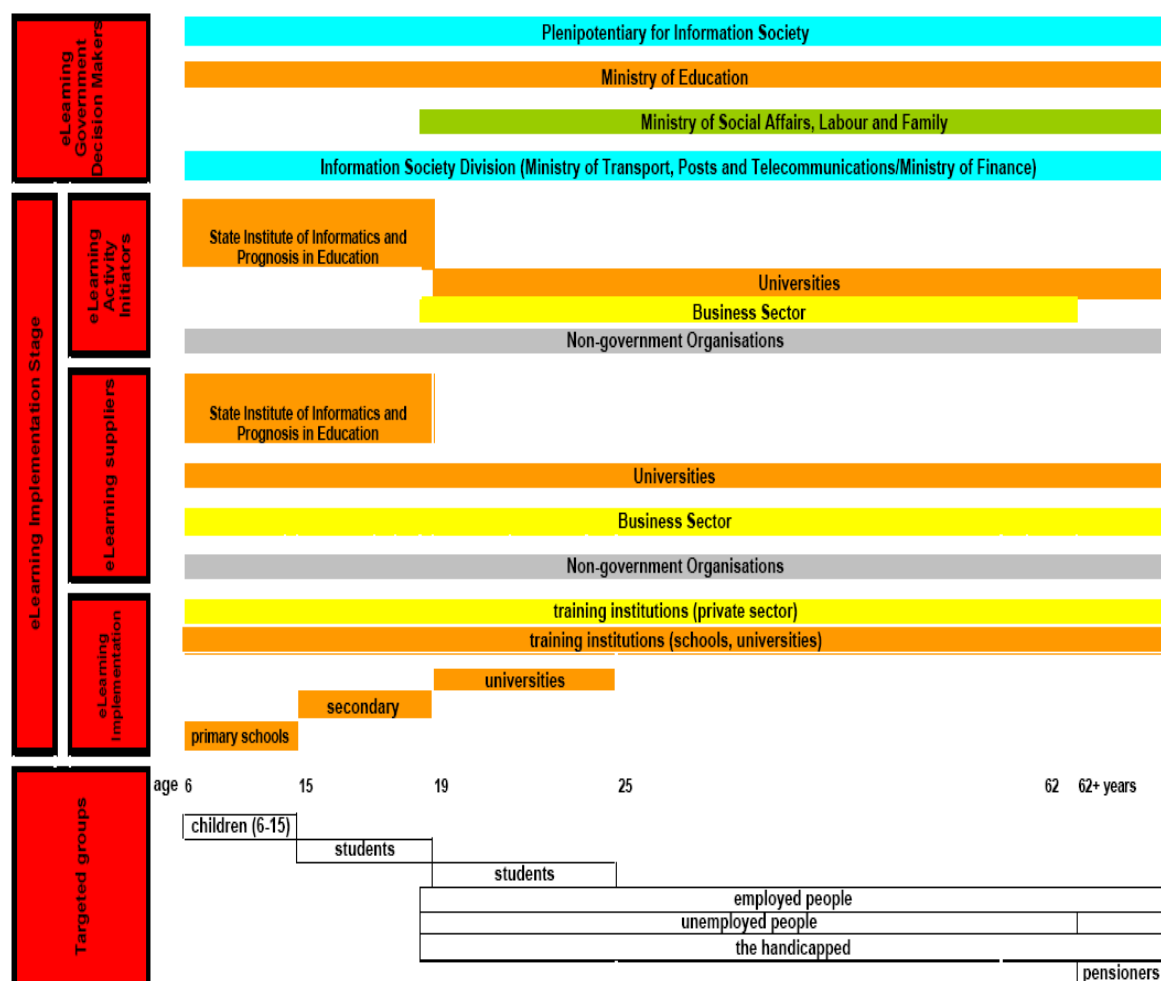 eLearning
Government
Decision Makers
Plenipotentiary for Information Society
Ministry of Education
Ministry of Social Affairs, Labour and Family
Information Society Division (Ministry of Transport, Posts and Telecommunications/Ministry of Finance)
eLearning Implementation Stage
eLearning
Activity
Initiators
State Institute of Informatics and
Prognosis in Education
Universities
Business Sector
Non-government Organisations
eLearning suppliers
State Institute of Informatics and
Prognosis in Education
Universities
Business Sector
Non-government Organisations
eLearning
Implementation
training institutions (private sector)
training institutions (schools, universities)
universities
secondary
primary schools
Targeted groups
age 6 15 19 25 62 62+ years
children (6-15)
students
students
employed people
unemployed people
the handicapped
pensioners